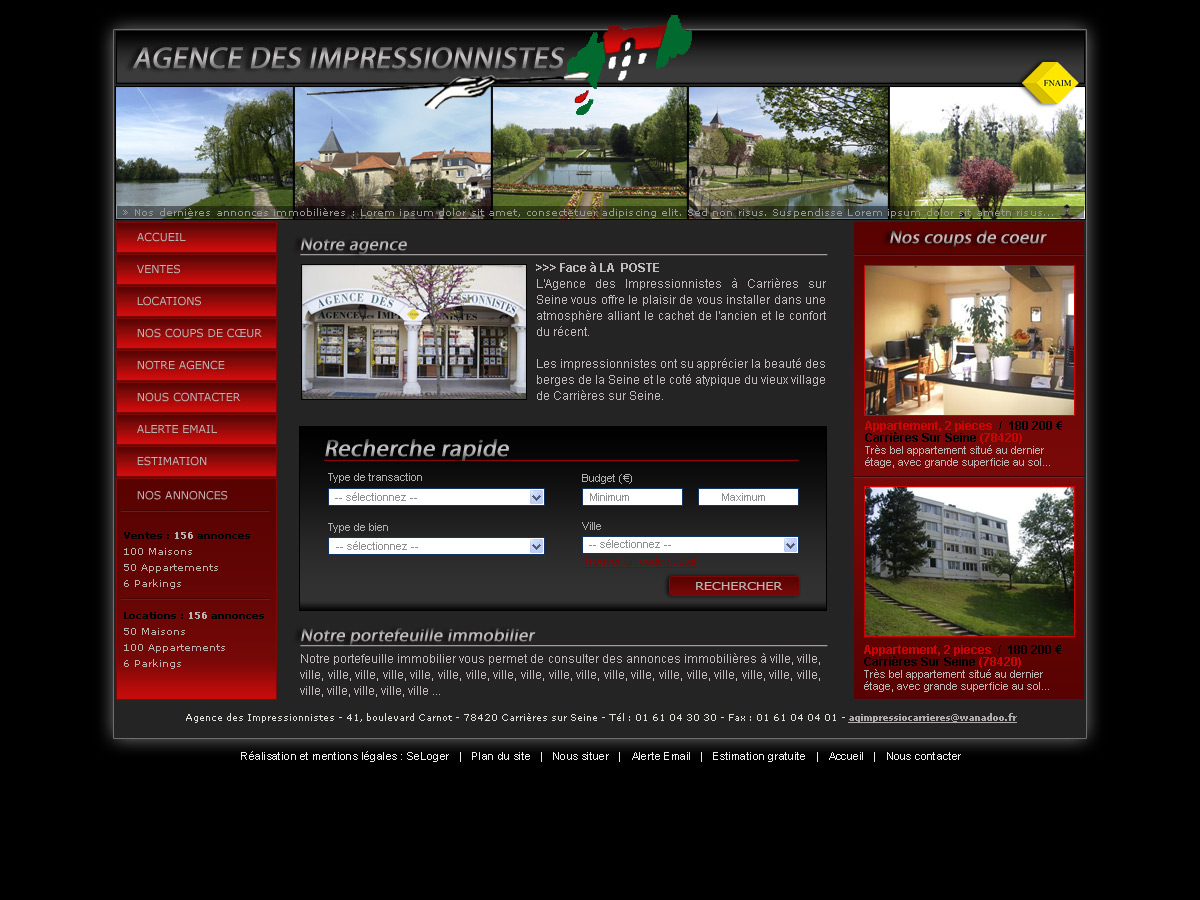 AGENCE DES IMPRESSIONNISTES
FNAIM
» Nos dernières annonces immobilières : Lorem ipsum dolor sit amet, consectetuer adipiscing elit. Sed non risus. Suspendisse Lorem ipsum dolor sit ametn risus...
ACCUEIL
VENTES
LOCATIONS
NOS COUPS DE CŒUR
NOTRE AGENCE
NOUS CONTACTER
ALERTE EMAIL
ESTIMATION
NOS ANNONCES
Ventes : 156 annonces
100 Maisons
50 Appartements
6 Parkings
Locations : 156 annonces
50 Maisons
100 Appartements
6 Parkings
Notre agence
AGENCE DES IMPRESSIONNISTES
>>> Face à LA POSTE
L'Agence des Impressionnistes à Carrières sur
Seine vous offre le plaisir de vous installer dans une
atmosphère alliant le cachet de l'ancien et le confort
du récent.
Les impressionnistes ont su apprécier la beauté des
berges de la Seine et le coté atypique du vieux village
de Carrières sur Seine.
Recherche rapide
Type de transaction
-- sélectionnez --
Budget (€)
Minimum Maximum
Type de bien
-- sélectionnez --
Ville
-- sélectionnez --
RECHERCHER
Notre portefeuille immobilier
Notre portefeuille immobilier vous permet de consulter des annonces immobilières à ville, ville,
ville, ville, ville, ville, ville, ville, ville, ville, ville, ville, ville, ville, ville, ville, ville, ville, ville,
ville, ville, ville, ville, ville ...
Nos coups de coeur
Appartement, 2 pieces / 180 200 €
Carrières Sur Seine (78420)
Très bel appartement situé au dernier
étage, avec grande superficie au sol...
Appartement, 2 pieces / 180 200 €
Carrières Sur Seine (78420)
Très bel appartement situé au dernier
étage, avec grande superficie au sol...
Agence des Impressionnistes - 41, boulevard Carnot - 78420 Carrières sur Seine - Tél : 01 61 04 30 30 - Fax : 01 61 04 04 01 - agimpressiocarrieres@wanadoo.fr
Réalisation et mentions légales : SeLoger | Plan du site | Nous situer | Alerte Email | Estimation gratuite | Accueil | Nous contacter